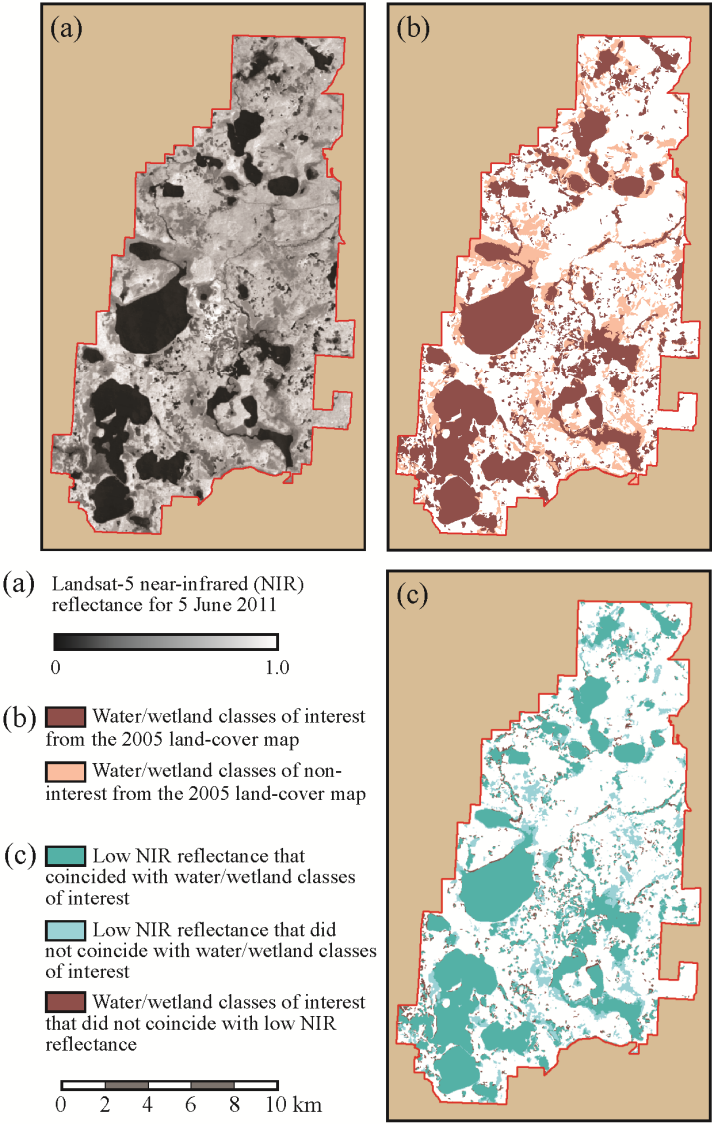 (a)
(b)
(a) Landsat-5 near-infrared (NIR)
reflectance for 5 June 2011
0 1.0
(b) Water/wetland classes of interest
from the 2005 land-cover map
Water/wetland classes of non-
interest from the 2005 land-cover map
(c) Low NIR reflectance that
coincided with water/wetland classes
of interest
Low NIR reflectance that did
not coincide with water/wetland classes
of interest
Water/wetland classes of interest
that did not coincide with low NIR
reflectance
0 2 4 6 8 10 km
(c)